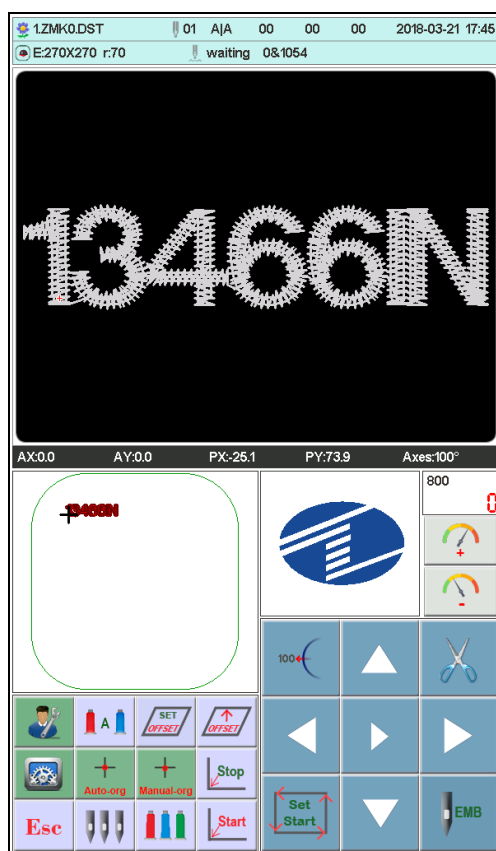 1.ZMK0.DST 01 A|A 00 00 00 2018-03-21 17:45
E:270X270 r:70 waiting 0&1054
13466N
AX:0.0 AY:0.0 PX:-25.1 PY:73.9 Axes:100°
13466N
800
0
+
-
100
A
SET
OFFSET
OFFSET
Auto-org
Manual-org
Stop
Esc
Start
Set
Start
EMB